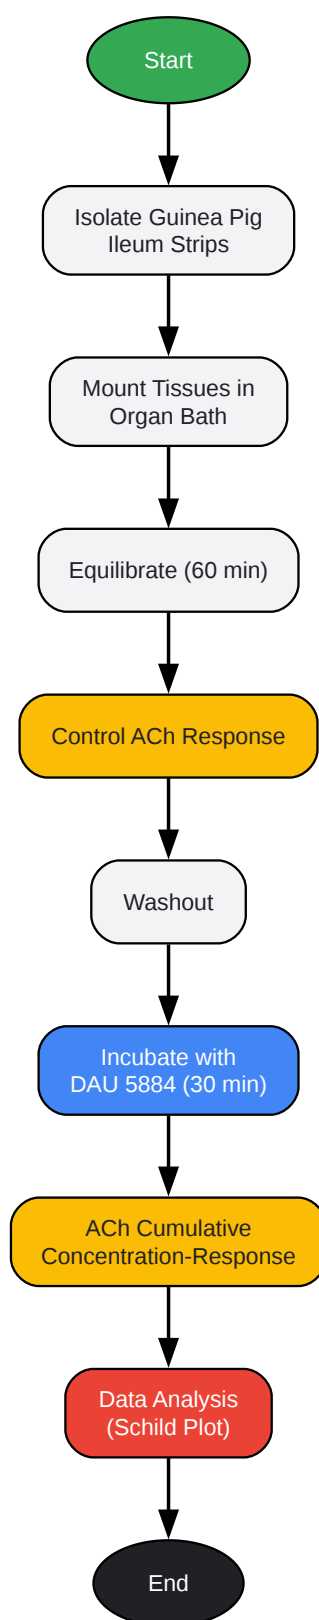 Start
Isolate Guinea Pig
Ileum Strips
Mount Tissues in
Organ Bath
Equilibrate (60 min)
Control ACh Response
Washout
Incubate with
DAU 5884 (30 min)
ACh Cumulative
Concentration-Response
Data Analysis
(Schild Plot)
End